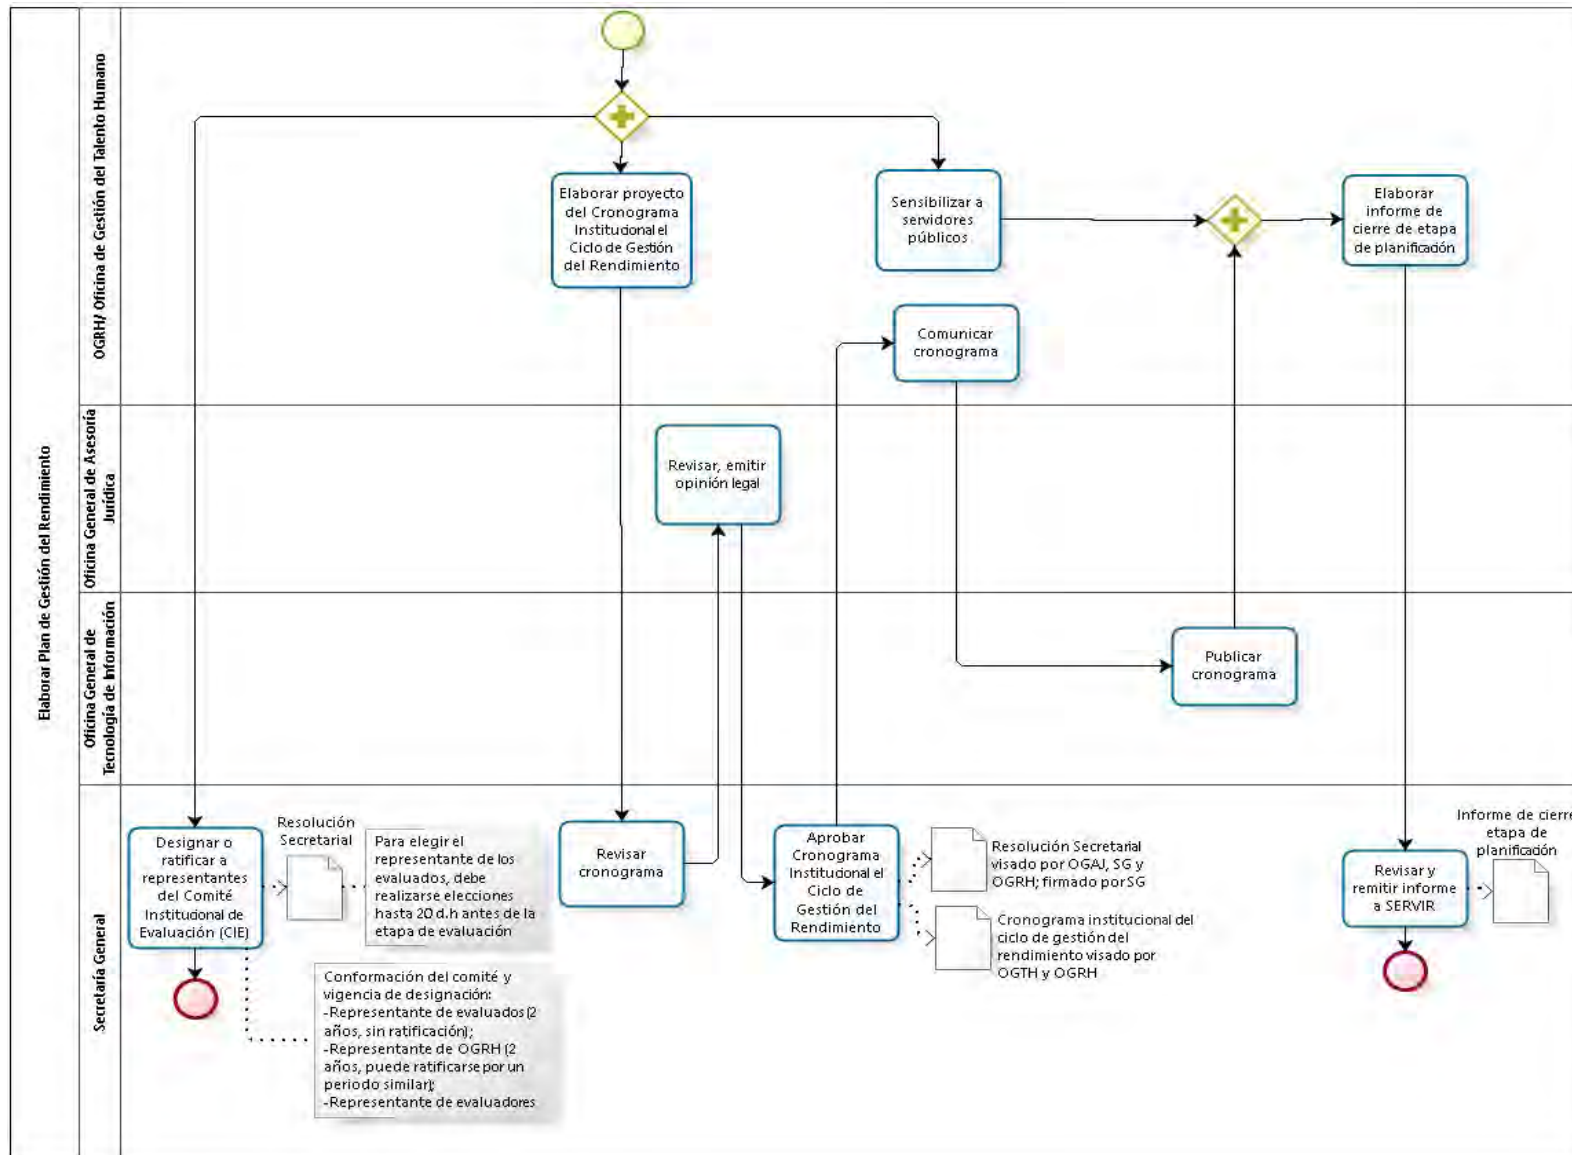 Elaborar Plan de Gestión del Rendimiento
OGRH/ Oficina de Gestión del Talento Humano
Elaborar proyecto
del Cronograma
Institucional el
Ciclo de Gestión
del Rendimiento
Sensibilizar a
servidores
públicos
Elaborar
informe de
cierre de etapa
de planificación
Comunicar
cronograma
Oficina General de Asesoría
Jurídica
Revisar, emitir
opinión legal
Oficina General de
Tecnología de Información
Publicar
cronograma
Secretaría General
Designar o
ratificar a
representantes
del Comité
Institucional de
Evaluación (CIE)
Resolución
Secretarial
Para elegir el
representante de los
evaluados, debe
realizarse elecciones
hasta 20 d.h antes de la
etapa de evaluación
Conformación del comité y
vigencia de designación:
-Representante de evaluados (2
años, sin ratificación);
-Representante de OGRH (2
años, puede ratificarse por un
periodo similar);
-Representante de evaluadores
Revisar
cronograma
Aprobar
Cronograma
Institucional el
Ciclo de
Gestión del
Rendimiento
Resolución Secretarial
visado por OGAJ, SG y
OGRH; firmado por SG
Cronograma institucional del
ciclo de gestión del
rendimiento visado por
OGTH y OGRH
Revisar y
remitir informe
a SERVIR
Informe de cierre
etapa de
planificación